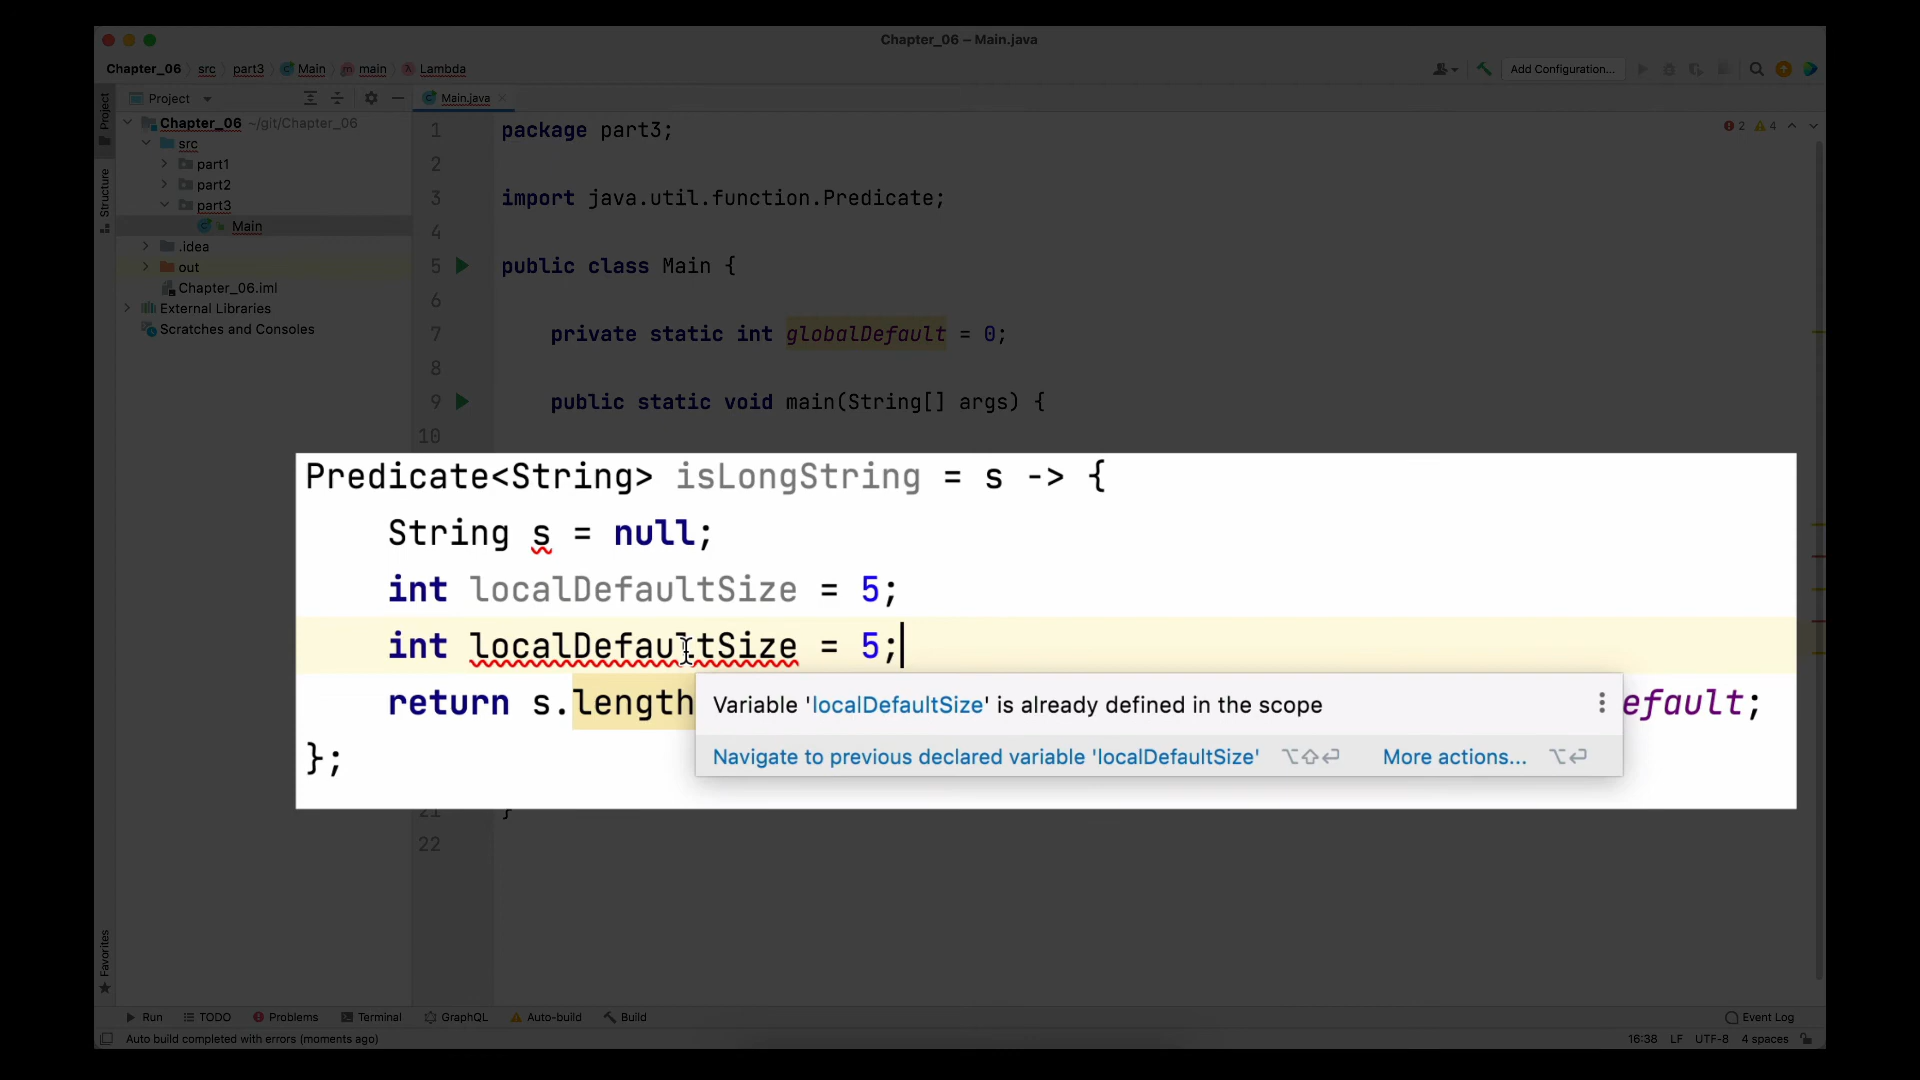 Chapter_06 – Main.java
Chapter_06 src part3 Main main Lambda
Add Configuration...
Project
Main.java
Project
Structure
Favorites
Chapter_06 ~/git/Chapter_06
src
part1
part2
part3
Main
.idea
out
Chapter_06.iml
External Libraries
Scratches and Consoles
2 4
1 package part3;
2
3 import java.util.function.Predicate;
4
5 public class Main {
6
7 private static int globalDefault = 0;
8
9 public static void main(String[] args) {
10
Predicate<String> isLongString = s -> {
String s = null;
int localDefaultSize = 5;
int localDefaultSize = 5;
return s.length efault;
Variable 'localDefaultSize' is already defined in the scope
Navigate to previous declared variable 'localDefaultSize' ⌥⇧⏎ More actions... ⌥⏎
};
21 }
22
Run TODO Problems Terminal GraphQL Auto-build Build Event Log
Auto build completed with errors (moments ago) 16:38 LF UTF-8 4 spaces